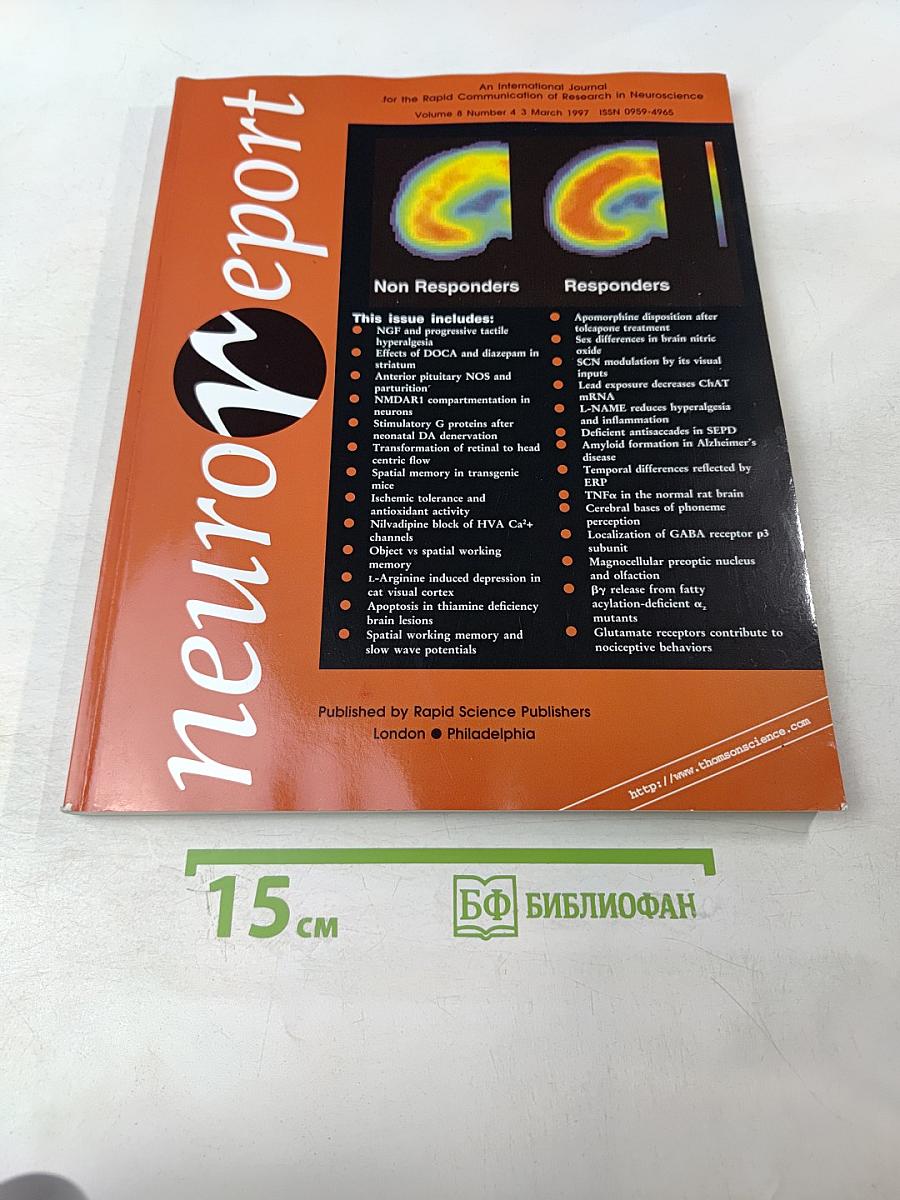 neuroreport
An International Journal
for the Rapid Communication of Research in Neuroscience
Volume 8 Number 4 3 March 1997 ISSN 0959-4965
Non Responders
Responders
This issue includes:
NGF and progressive tactile
hyperalgesia
Effects of DOCA and diazepam in
striatum
Anterior pituitary NOS and
parturition
NMDAR1 compartmentation in
neurons
Stimulatory G proteins after
neonatal DA denervation
Transformation of retinal to head
centric flow
Spatial memory in transgenic
mice
Ischemic tolerance and
antioxidant activity
Nilvadipine block of HVA Ca²+
channels
Object vs spatial working
memory
L-Arginine induced depression in
cat visual cortex
Apoptosis in thiamine deficiency
brain lesions
Spatial working memory and
slow wave potentials
Apomorphine disposition after
tolcapone treatment
Sex differences in brain nitric
oxide
SCN modulation by its visual
inputs
Lead exposure decreases ChAT
mRNA
L-NAME reduces hyperalgesia
and inflammation
Deficient antisaccades in SEPD
Amyloid formation in Alzheimer's
disease
Temporal differences reflected by
ERP
TNFα in the normal rat brain
Cerebral bases of phoneme
perception
Localization of GABA receptor ρ3
subunit
Magnocellular preoptic nucleus
and olfaction
βγ release from fatty
acylation-deficient α₂
mutants
Glutamate receptors contribute to
nociceptive behaviors
Published by Rapid Science Publishers
London ● Philadelphia
http://www.thomsonscience.com
15 см
БФ БИБЛИОФАН